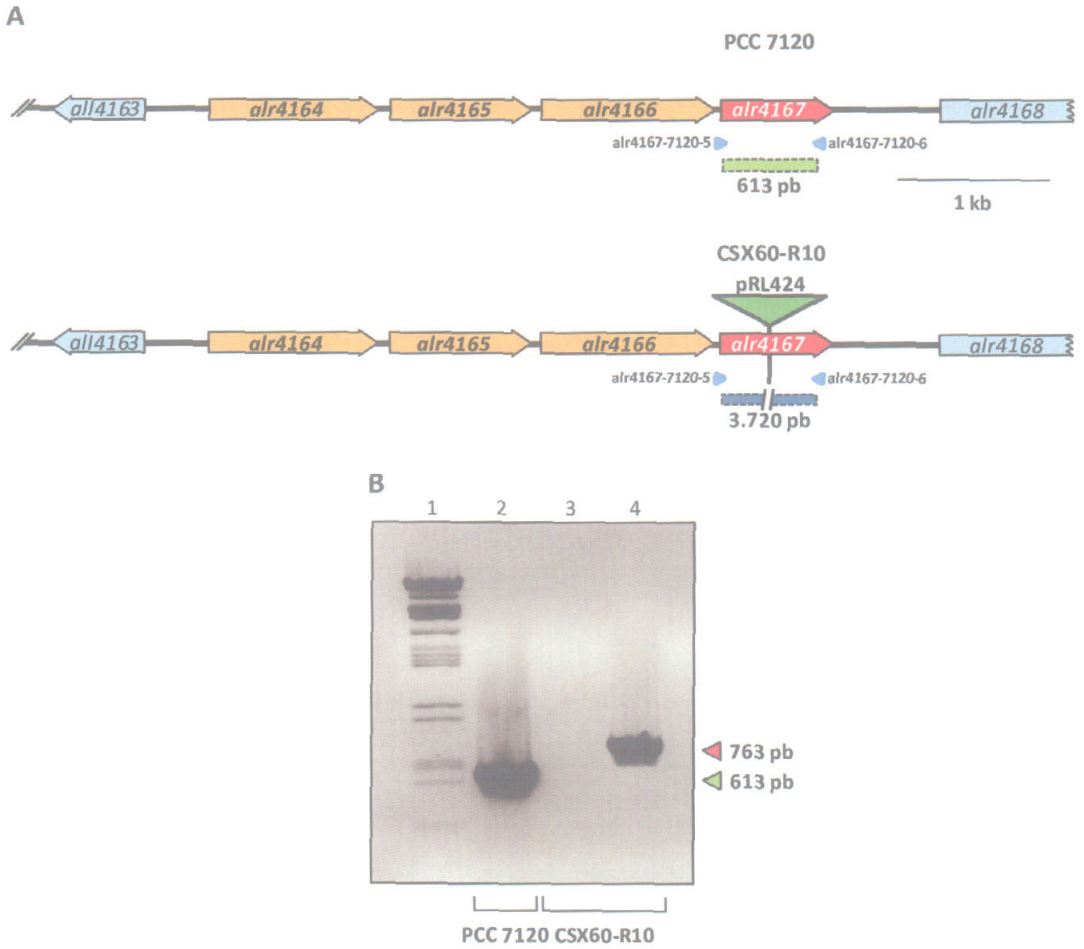 A
PCC 7120
all4163 alr4164 alr4165 alr4166 alr4167 alr4168
alr4167-7120-5 alr4167-7120-6
613 pb
1 kb
CSX60-R10
pRL424
all4163 alr4164 alr4165 alr4166 alr4167 alr4168
alr4167-7120-5 alr4167-7120-6
3.720 pb
B
1 2 3 4
763 pb
613 pb
PCC 7120 CSX60-R10